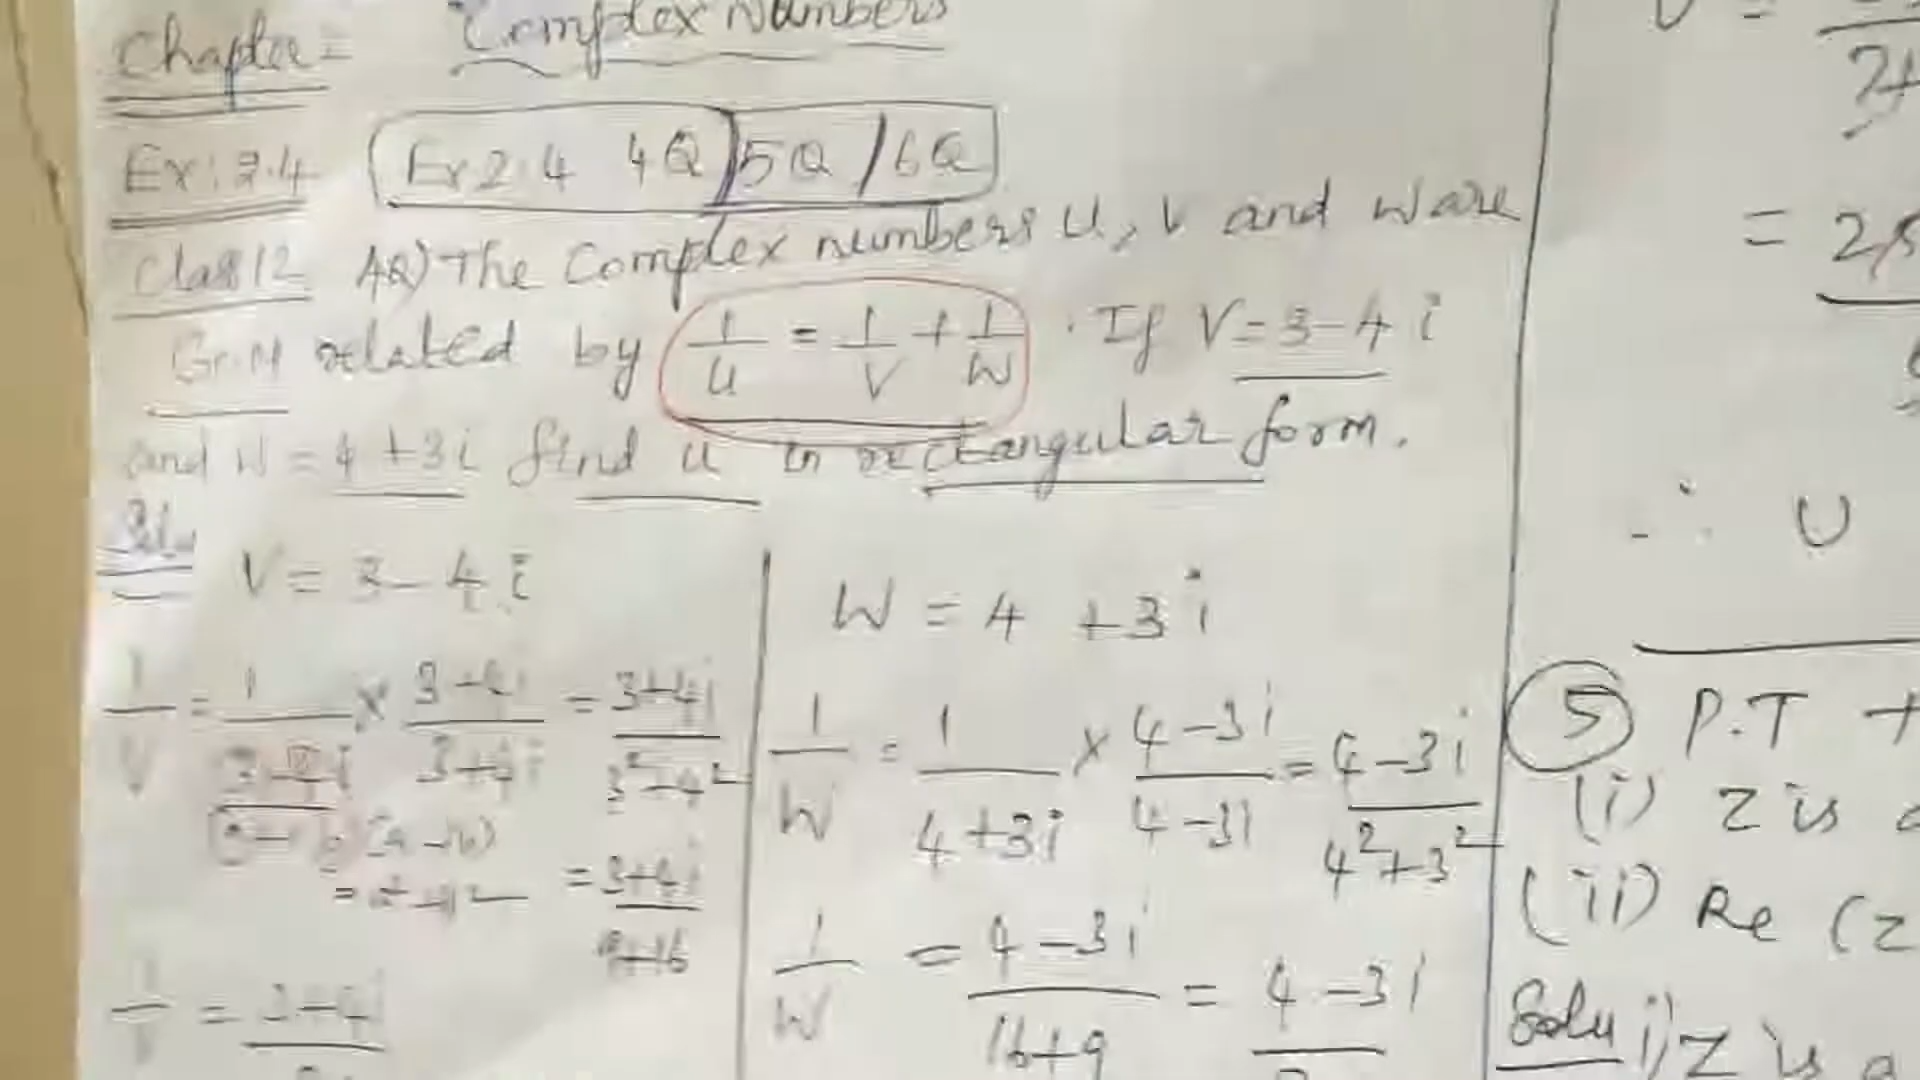 Chapter = Complex Numbers
Ex: 2.4 Ex 2.4 4Q 5Q / 6Q
Class 12 4Q) The Complex numbers u, v and w are
G.M related by 1/u = 1/v + 1/w . If v = 3-4i
and w = 4+3i find u in rectangular form.
V = 3-4i
1/V = 1/3-4i × 3+4i/3+4i = 3+4i/3²+4²
= 3+4i/9+16
3+4i
W = 4 +3i
1/W = 1/4+3i × 4-3i/4-3i = 4-3i/4²+3²
1/W = 4-3i/16+9 = 4-3i
∴ U
5 P.T
(i) Z is
(ii) Re (z
Solu i) Z is a